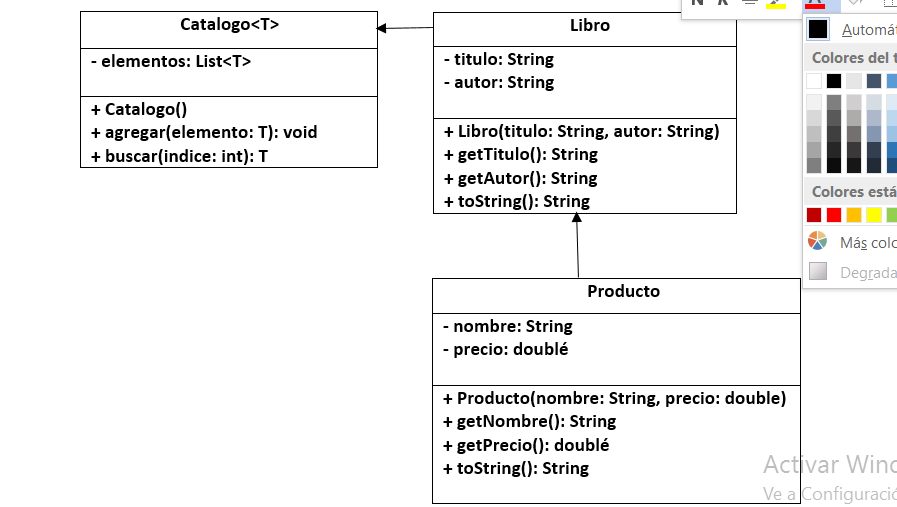 Catalogo<T>
- elementos: List<T>
+ Catalogo()
+ agregar(elemento: T): void
+ buscar(indice: int): T
Libro
- titulo: String
- autor: String
+ Libro(titulo: String, autor: String)
+ getTitulo(): String
+ getAutor(): String
+ toString(): String
Producto
- nombre: String
- precio: doublé
+ Producto(nombre: String, precio: double)
+ getNombre(): String
+ getPrecio(): doublé
+ toString(): String
Automát
Colores del t
Colores está
Más colo
Degrada
Activar Wind
Ve a Configuració